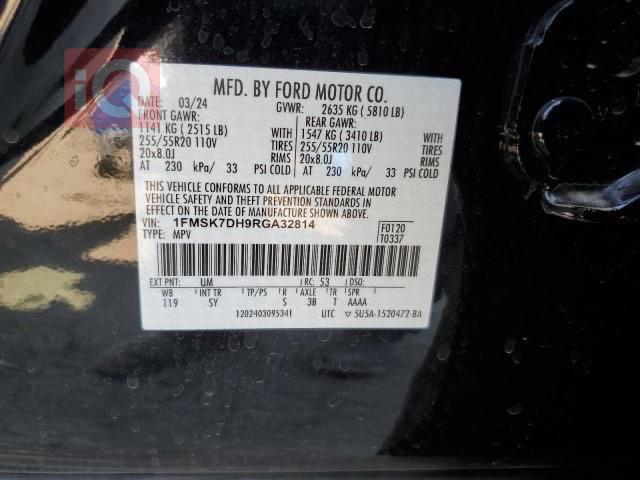 iQ
MFD. BY FORD MOTOR CO.
DATE: 03/24 GVWR: 2635 KG ( 5810 LB)
FRONT GAWR: REAR GAWR:
1141 KG ( 2515 LB) 1547 KG ( 3410 LB)
255/55R20 110V TIRES 255/55R20 110V TIRES
20x8.0J RIMS 20x8.0J RIMS
AT 230 kPa/ 33 PSI COLD AT 230 kPa/ 33 PSI COLD
THIS VEHICLE CONFORMS TO ALL APPLICABLE FEDERAL MOTOR
VEHICLE SAFETY AND THEFT PREVENTION STANDARDS IN
EFFECT ON THE DATE OF MANUFACTURE SHOWN ABOVE.
VIN: 1FMSK7DH9RGA32814 F0120
TYPE: MPV T0337
EXT PNT: UM RC: 53 DSO:
WB INT TR TP/PS R AXLE TR SPR
119 SY S 3B T AAAA
120240309534I UTC ▽ 5U5A-1520472-BA